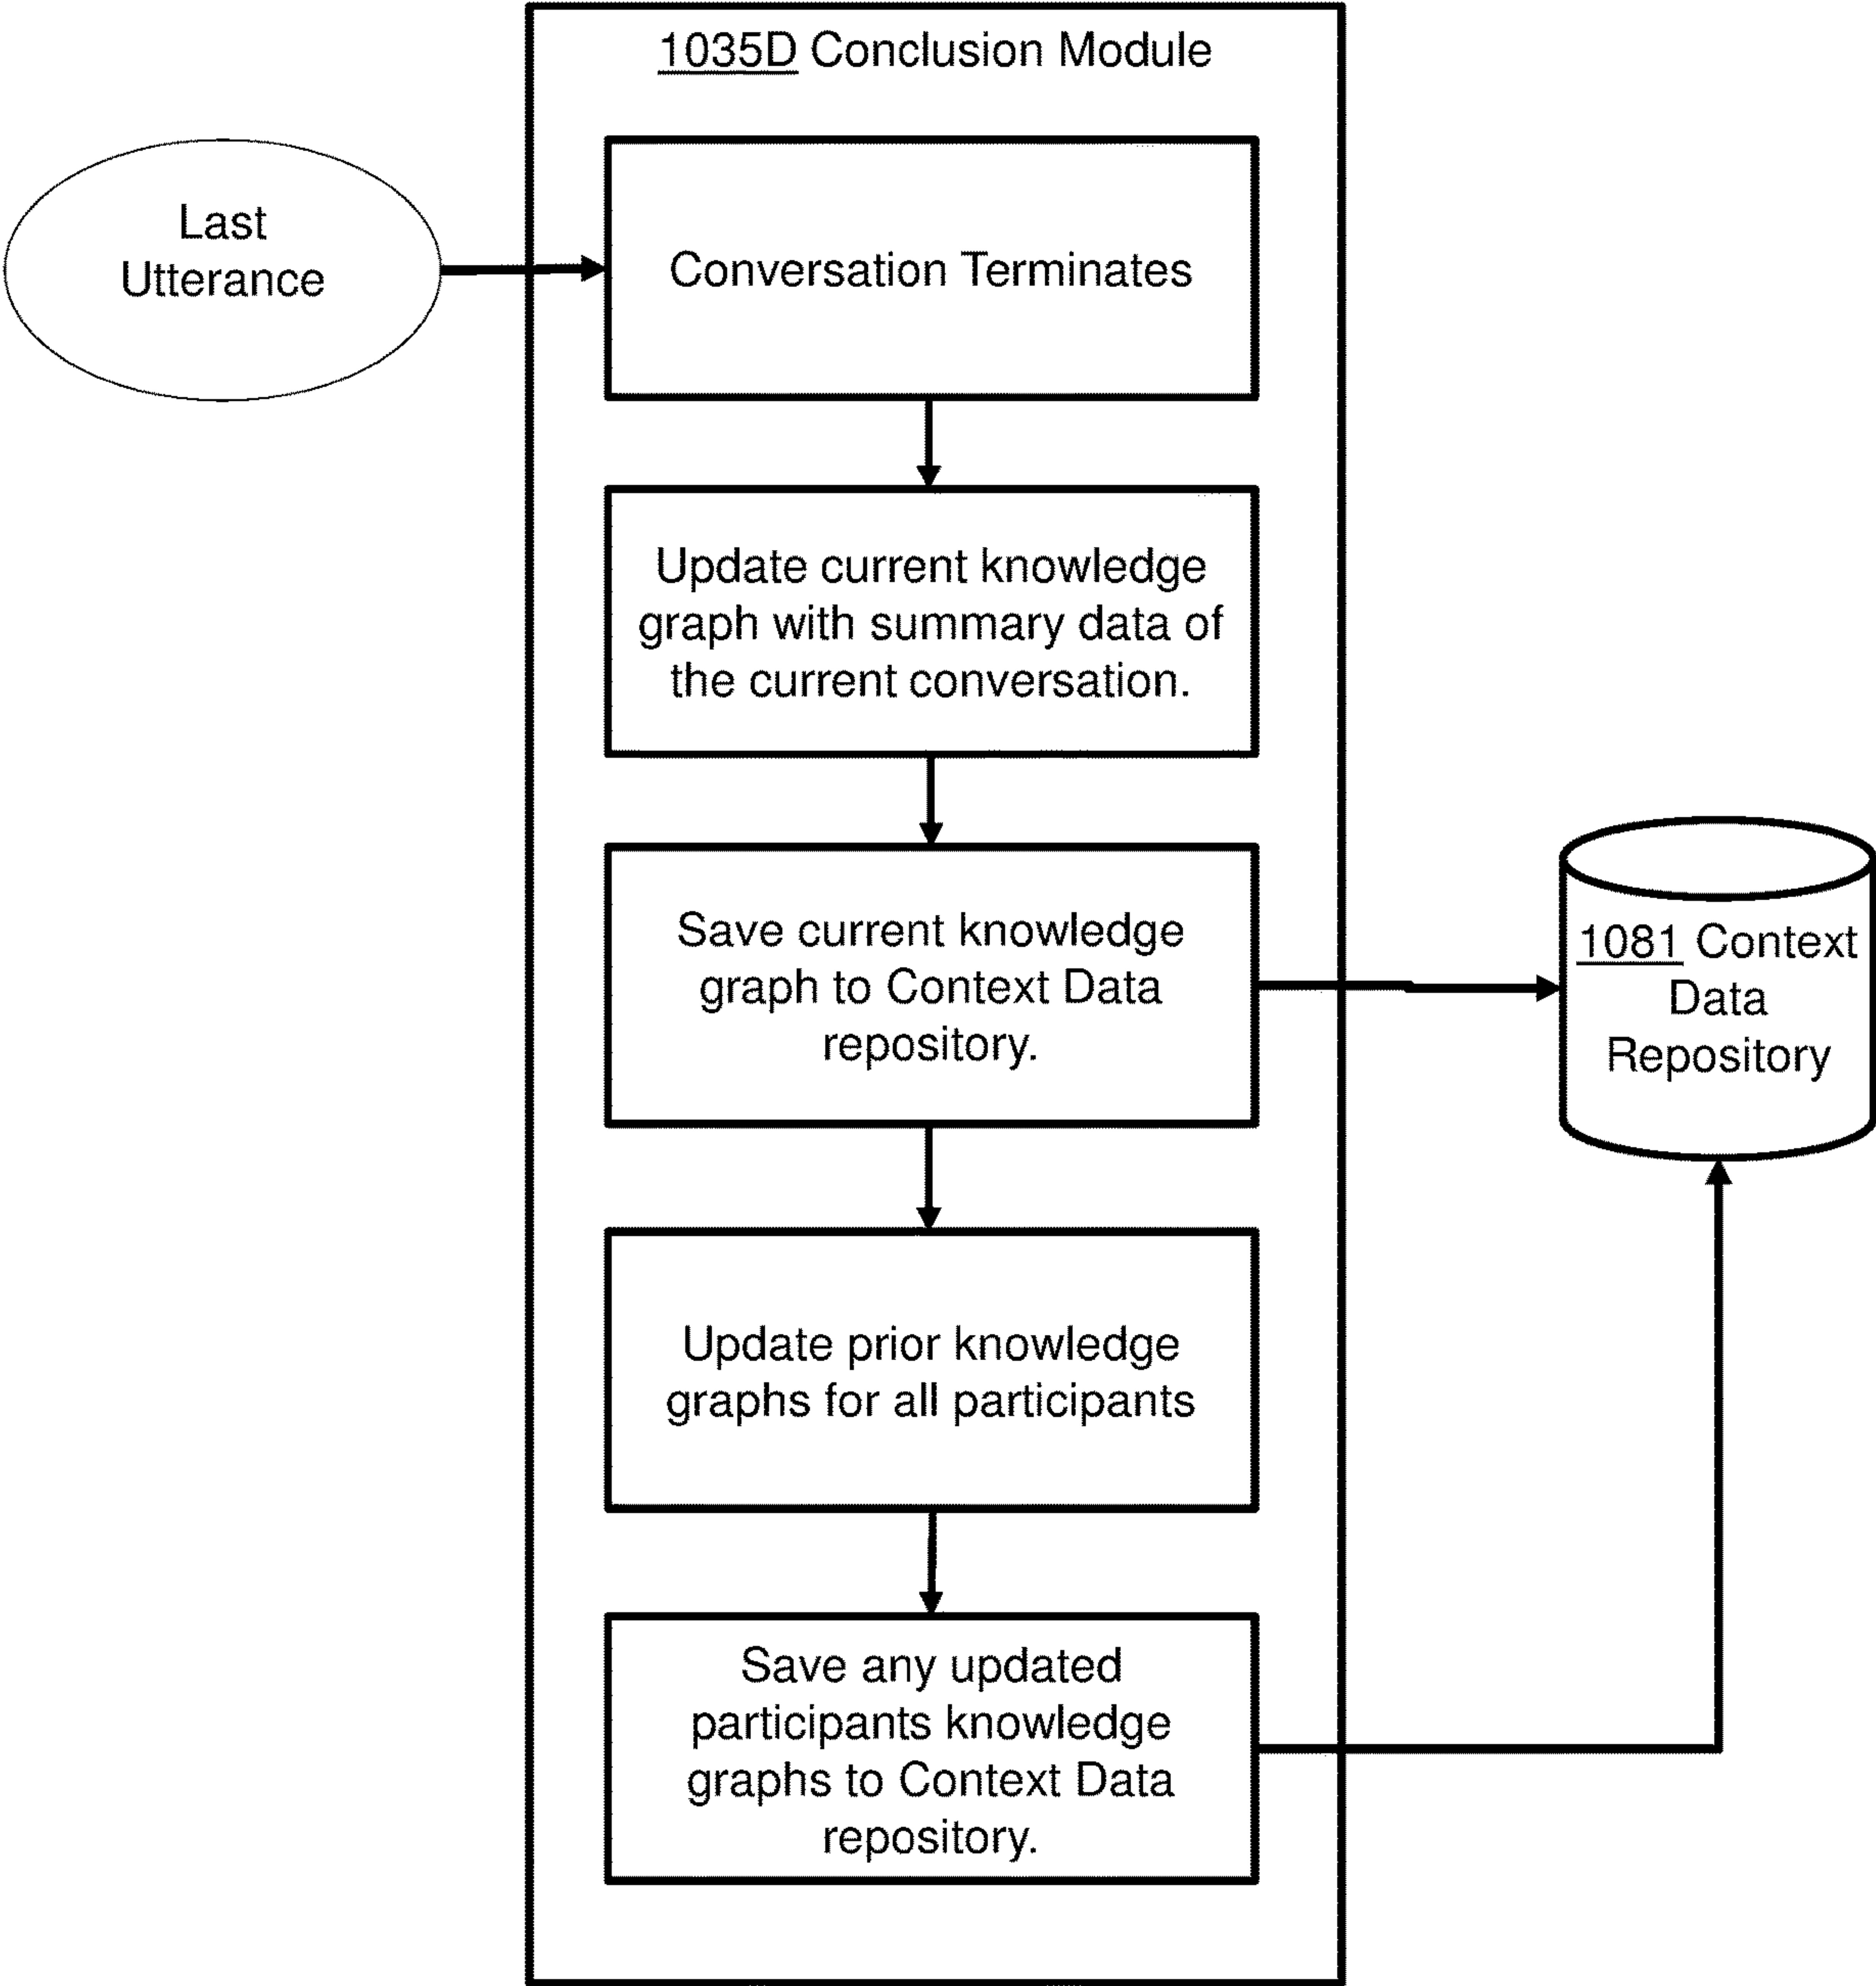 1035D Conclusion Module
Last
Utterance
Conversation Terminates
Update current knowledge
graph with summary data of
the current conversation.
Save current knowledge
graph to Context Data
repository.
1081 Context
Data
Repository
Update prior knowledge
graphs for all participants
Save any updated
participants knowledge
graphs to Context Data
repository.